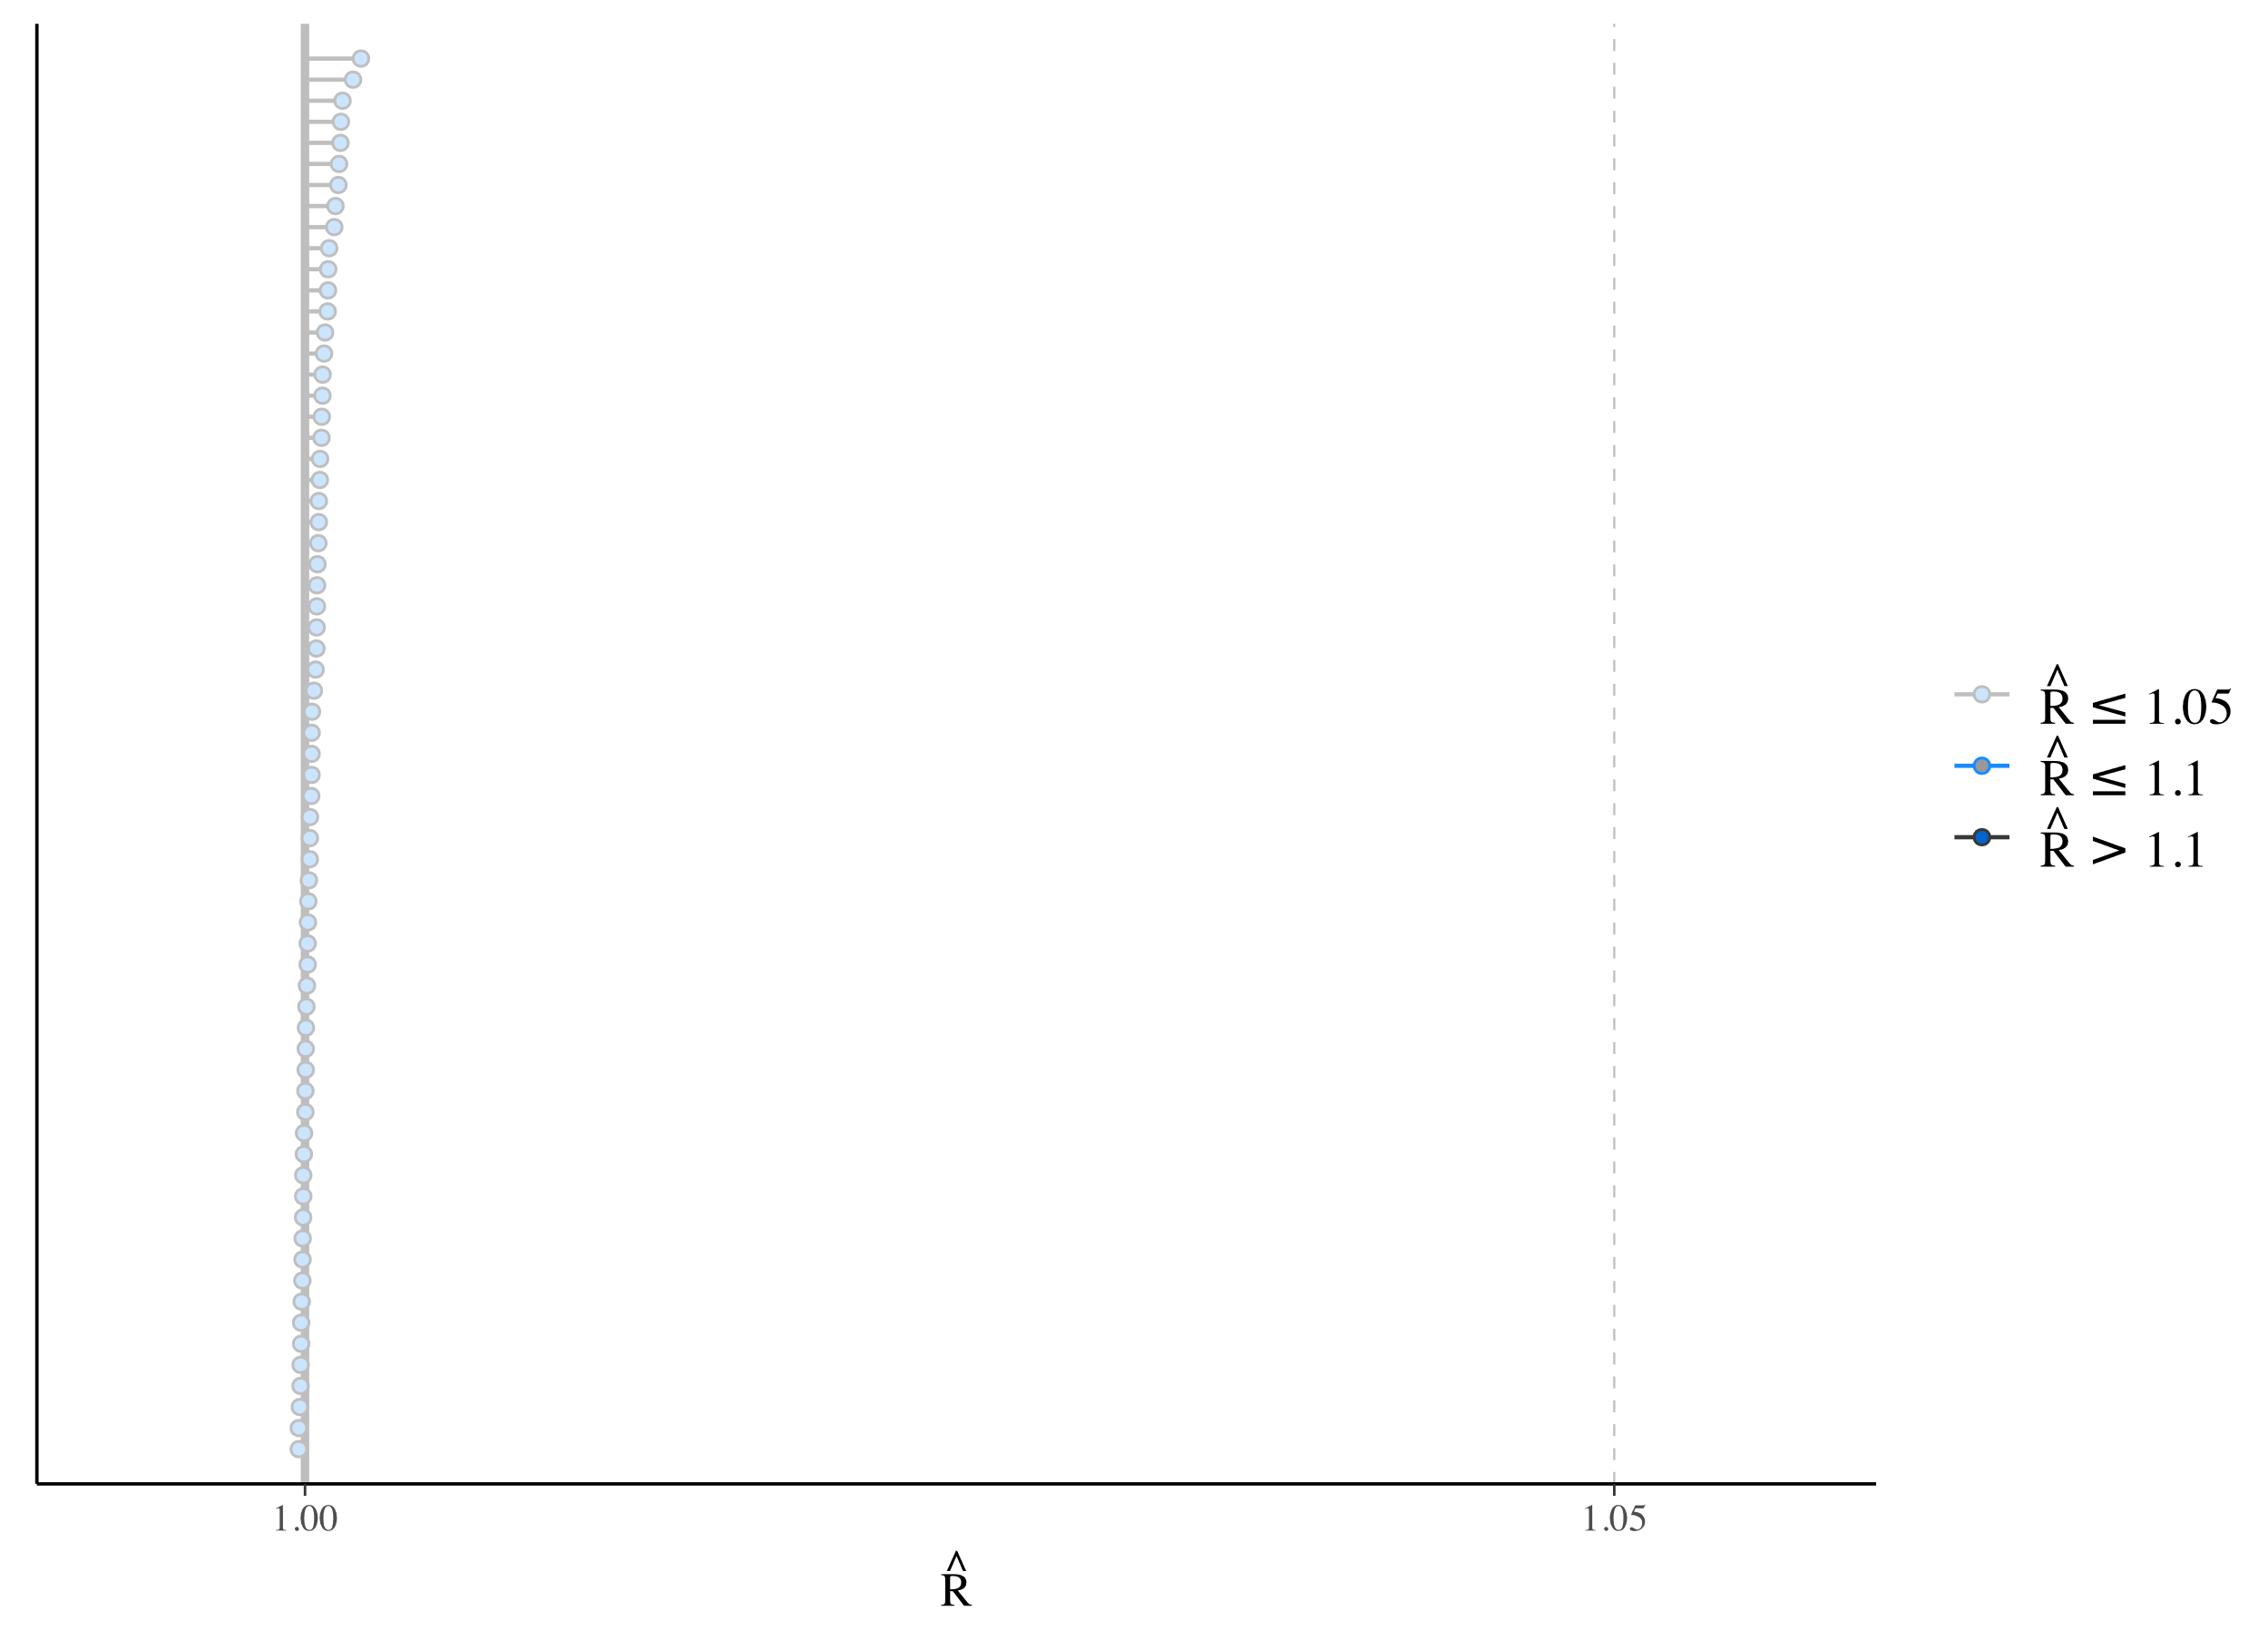 R̂ ≤ 1.05
R̂ ≤ 1.1
R̂ > 1.1
1.00 1.05
R̂